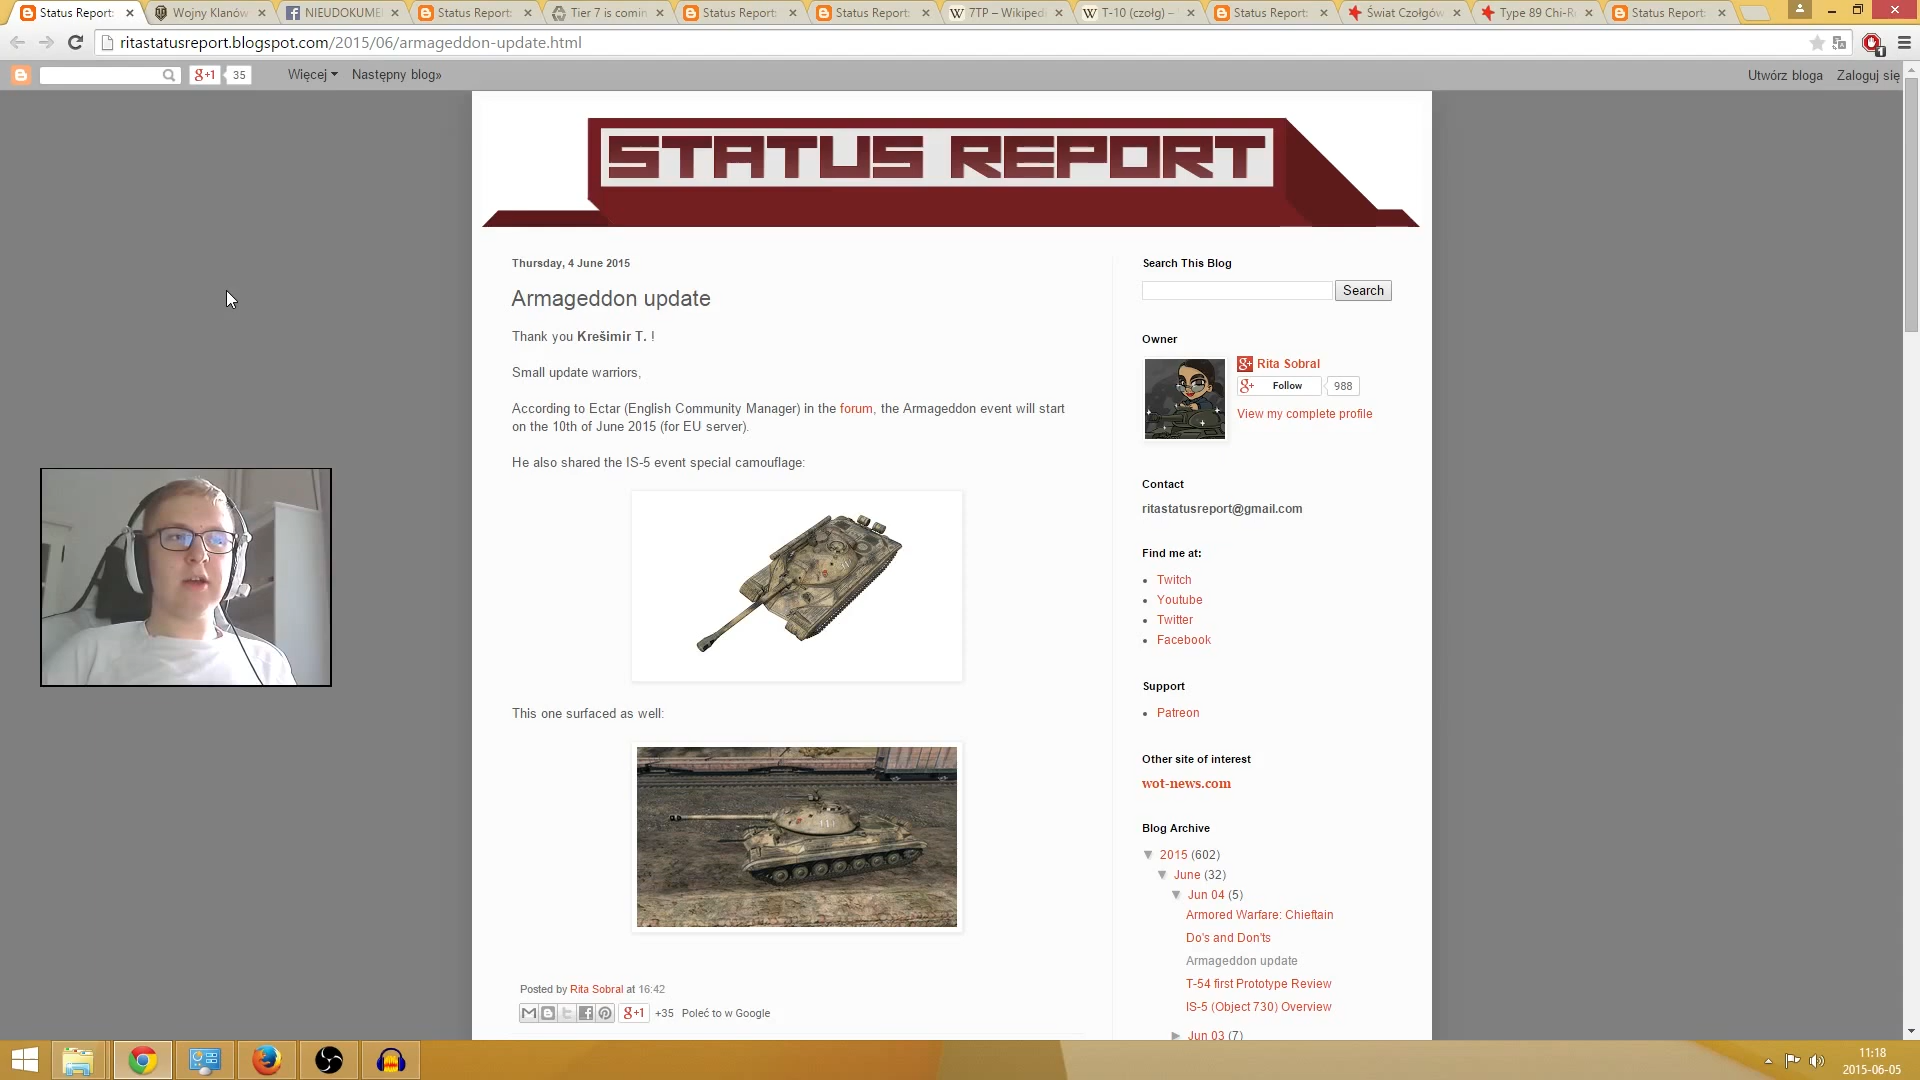 Status Report:
Wojny Klanów
NIEUDOKUME
Status Report:
Tier 7 is comin
Status Report:
Status Report:
7TP – Wikiped
T-10 (czołg) –
Status Report:
Świat Czołgów
Type 89 Chi-R
Status Report:
ritastatusreport.blogspot.com/2015/06/armageddon-update.html
1
g+1 35 Więcej Następny blog» Utwórz bloga Zaloguj się
STATUS REPORT
Thursday, 4 June 2015
Armageddon update
Thank you Krešimir T. !
Small update warriors,
According to Ectar (English Community Manager) in the forum, the Armageddon event will start
on the 10th of June 2015 (for EU server).
He also shared the IS-5 event special camouflage:
This one surfaced as well:
Posted by Rita Sobral at 16:42
g+1 +35 Poleć to w Google
Search This Blog
Search
Owner
g+ Rita Sobral
g+ Follow 988
View my complete profile
Contact
ritastatusreport@gmail.com
Find me at:
Twitch
Youtube
Twitter
Facebook
Support
Patreon
Other site of interest
wot-news.com
Blog Archive
▼ 2015 (602)
▼ June (32)
▼ Jun 04 (5)
Armored Warfare: Chieftain
Do's and Don'ts
Armageddon update
T-54 first Prototype Review
IS-5 (Object 730) Overview
► Jun 03 (7)
11:18
2015-06-05